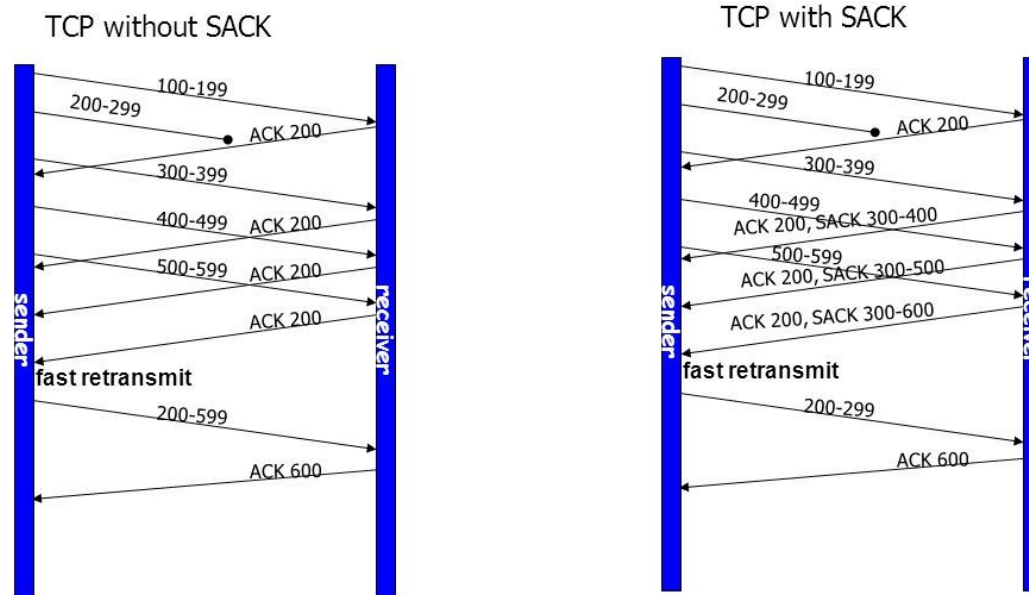 TCP without SACK
100-199
200-299
ACK 200
300-399
400-499
ACK 200
500-599
ACK 200
ACK 200
sender
receiver
fast retransmit
200-599
ACK 600
TCP with SACK
100-199
200-299
ACK 200
300-399
400-499
ACK 200, SACK 300-400
500-599
ACK 200, SACK 300-500
ACK 200, SACK 300-600
sender
fast retransmit
200-299
ACK 600